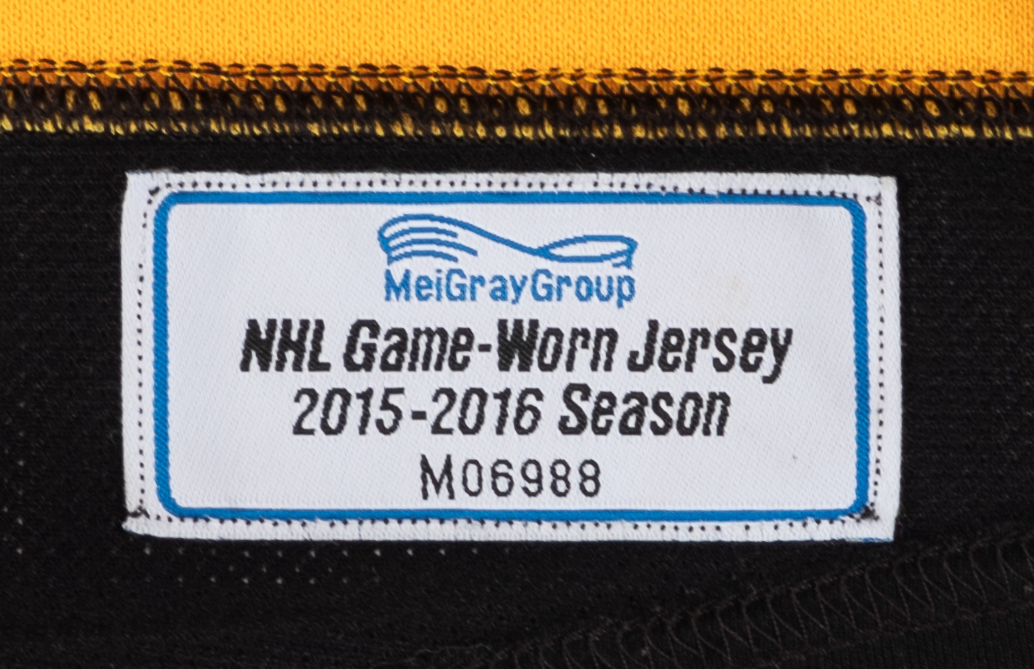 MeiGrayGroup
NHL Game-Worn Jersey
2015-2016 Season
M06988